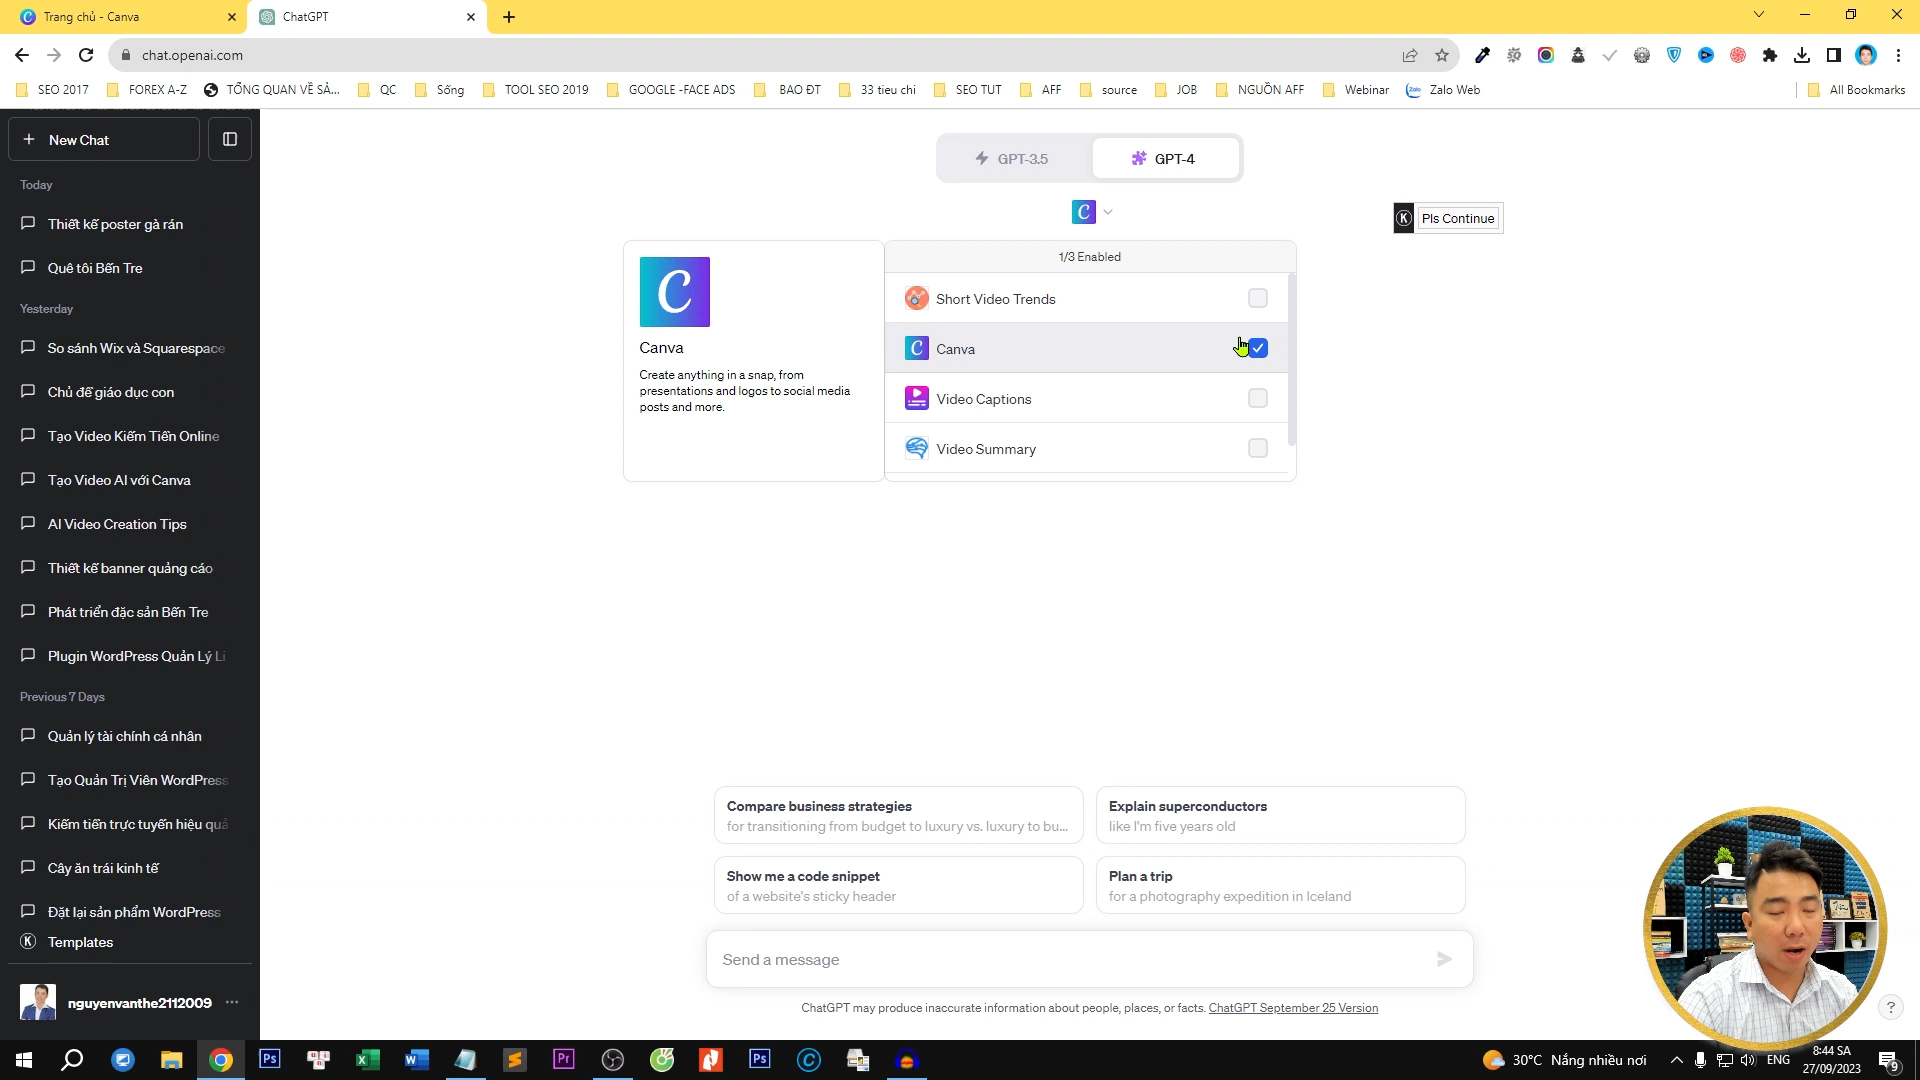 Trang chủ - Canva
ChatGPT
chat.openai.com
SEO 2017
FOREX A-Z
TỔNG QUAN VỀ SẢ...
QC
Sống
TOOL SEO 2019
GOOGLE -FACE ADS
BAO ĐT
33 tieu chi
SEO TUT
AFF
source
JOB
NGUỒN AFF
Webinar
Zalo Web
All Bookmarks
New Chat
Today
Thiết kế poster gà rán
Quê tôi Bến Tre
Yesterday
So sánh Wix và Squarespace
Chủ đề giáo dục con
Tạo Video Kiếm Tiền Online
Tạo Video AI với Canva
AI Video Creation Tips
Thiết kế banner quảng cáo
Phát triển đặc sản Bến Tre
Plugin WordPress Quản Lý Li
Previous 7 Days
Quản lý tài chính cá nhân
Tạo Quản Trị Viên WordPress
Kiếm tiền trực tuyến hiệu quả
Cây ăn trái kinh tế
Đặt lại sản phẩm WordPress
Templates
nguyenvanthe2112009
GPT-3.5
GPT-4
Pls Continue
Canva
Create anything in a snap, from
presentations and logos to social media
posts and more.
1/3 Enabled
Short Video Trends
Canva
Video Captions
Video Summary
Compare business strategies
for transitioning from budget to luxury vs. luxury to bu...
Explain superconductors
like I'm five years old
Show me a code snippet
of a website's sticky header
Plan a trip
for a photography expedition in Iceland
Send a message
ChatGPT may produce inaccurate information about people, places, or facts. ChatGPT September 25 Version
?
30°C Nắng nhiều nơi
ENG
8:44 SA
27/09/2023
9